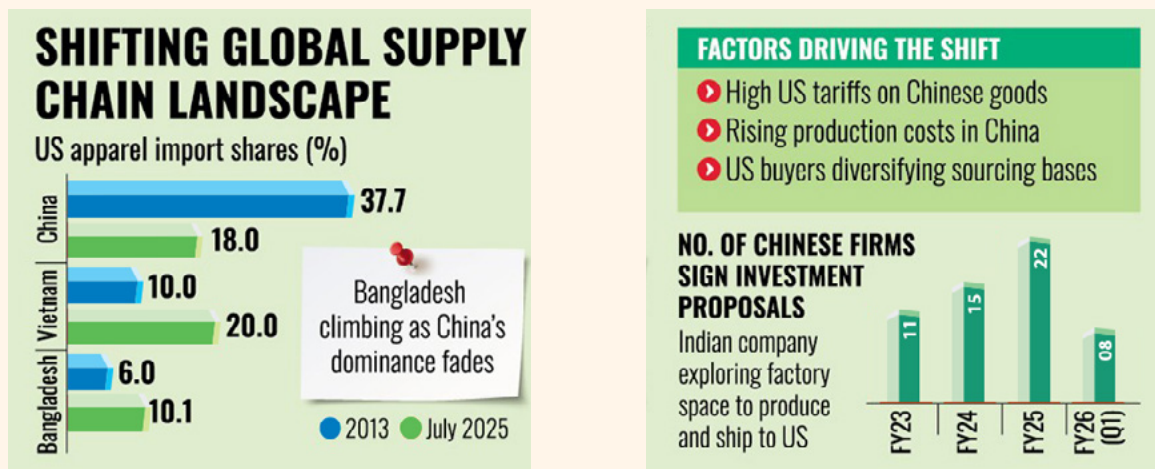 SHIFTING GLOBAL SUPPLY
CHAIN LANDSCAPE
US apparel import shares (%)
China
37.7
18.0
Vietnam
10.0
20.0
Bangladesh
6.0
10.1
Bangladesh
climbing as China's
dominance fades
2013 July 2025
FACTORS DRIVING THE SHIFT
High US tariffs on Chinese goods
Rising production costs in China
US buyers diversifying sourcing bases
NO. OF CHINESE FIRMS
SIGN INVESTMENT
PROPOSALS
Indian company
exploring factory
space to produce
and ship to US
11
15
22
08
FY23
FY24
FY25
FY26
(Q1)